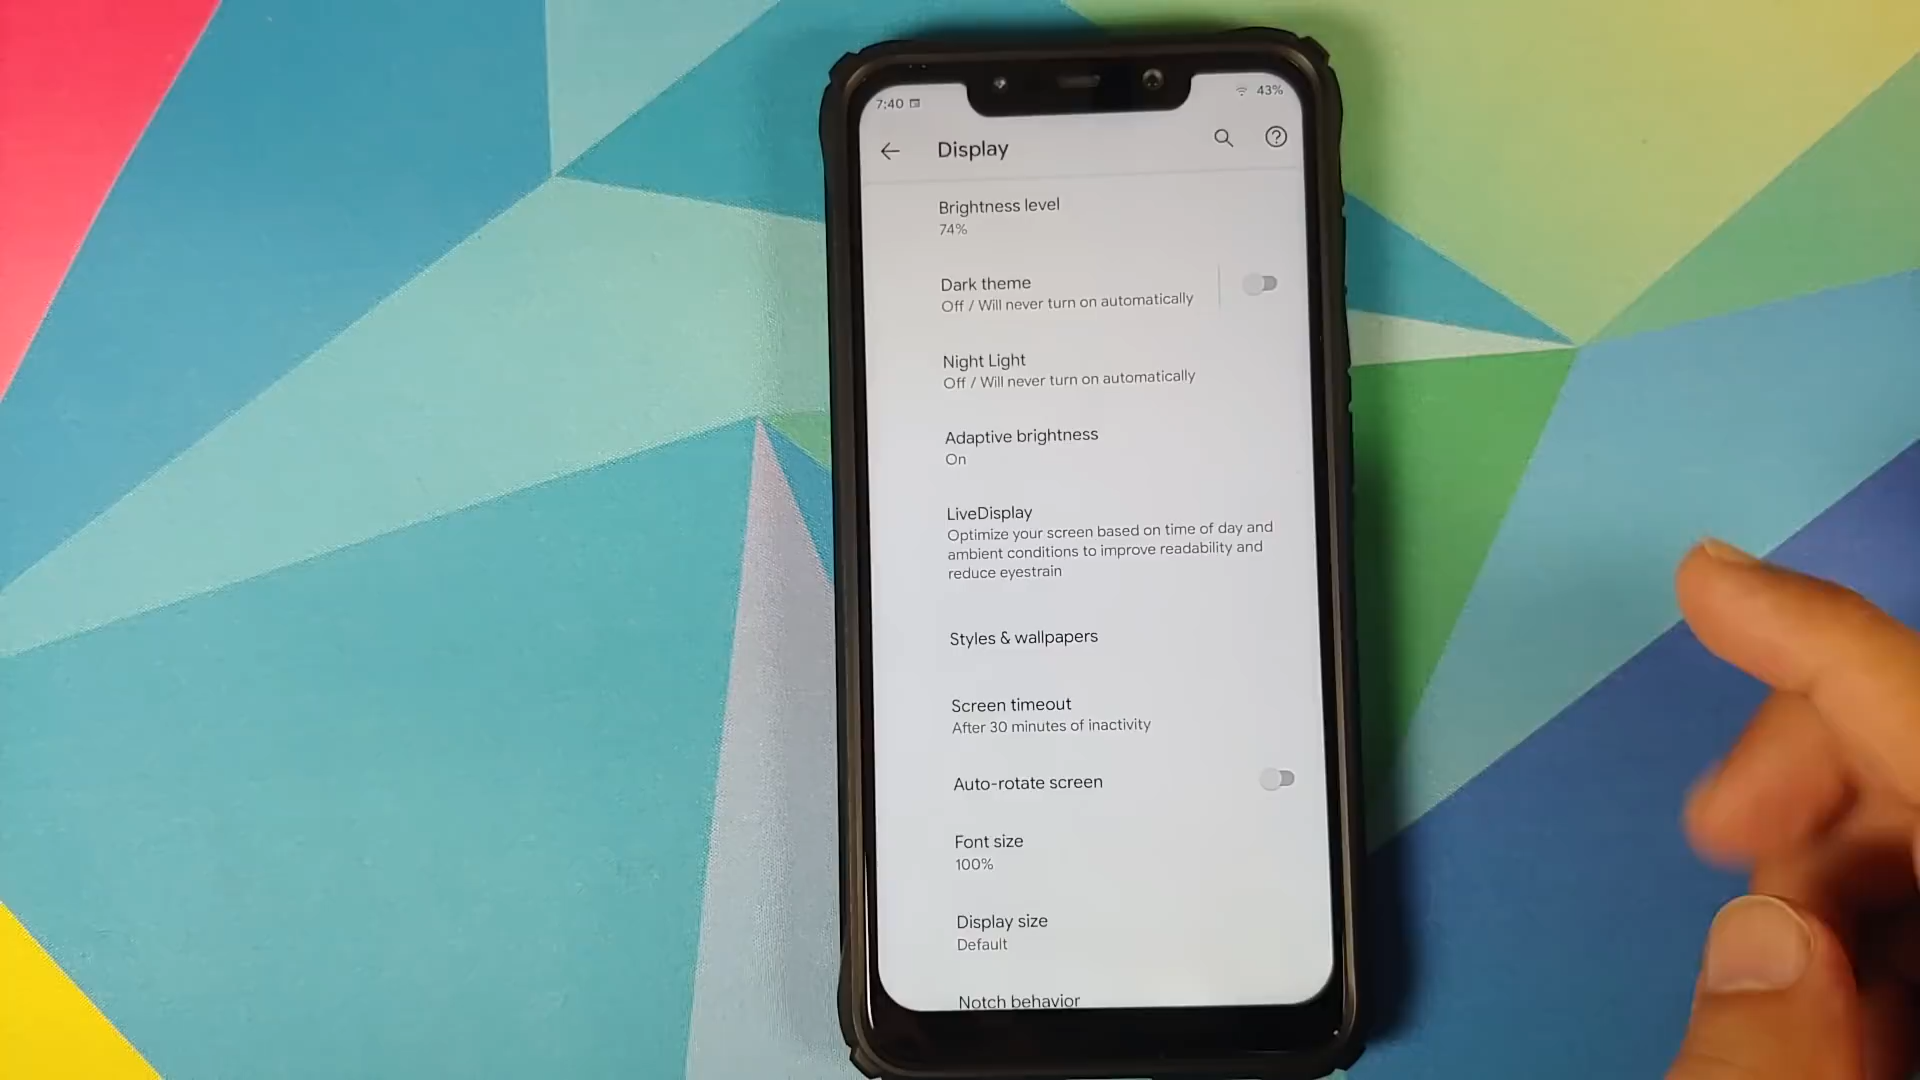 7:40
43%
Display
Brightness level
74%
Dark theme
Off / Will never turn on automatically
Night Light
Off / Will never turn on automatically
Adaptive brightness
On
LiveDisplay
Optimize your screen based on time of day and
ambient conditions to improve readability and
reduce eyestrain
Styles & wallpapers
Screen timeout
After 30 minutes of inactivity
Auto-rotate screen
Font size
100%
Display size
Default
Notch behavior